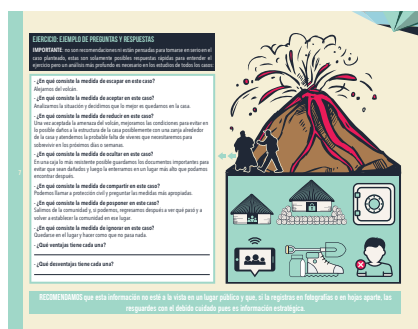 EJERCICIO: EJEMPLO DE PREGUNTAS Y RESPUESTAS
IMPORTANTE: no son recomendaciones ni están pensadas para tomarse en serio en el
caso planteado, estas son solamente posibles respuestas rápidas para entender el
ejercicio pero un análisis más profundo es necesario en los estudios de todos los casos:
- ¿En qué consiste la medida de escapar en este caso?
Alejarnos del volcán.
- ¿En qué consiste la medida de aceptar en este caso?
Analizamos la situación y decidimos que lo mejor es quedarnos en la casa.
- ¿En qué consiste la medida de reducir en este caso?
Una vez aceptada la amenaza del volcán, mejoramos las condiciones para evitar en
lo posible daños a la estructura de la casa posiblemente con una zanja alrededor
de la casa y atendemos la probable falta de víveres que necesitaremos para
sobrevivir en los próximos días o semanas.
- ¿En qué consiste la medida de ocultar en este caso?
En una caja lo más resistente posible guardamos los documentos importantes para
evitar que sean dañados y luego la enterramos en un lugar más alto que podamos
encontrar después.
- ¿En qué consiste la medida de compartir en este caso?
Podemos llamar a protección civil y preguntar las medidas más apropiadas.
- ¿En qué consiste la medida de posponer en este caso?
Salimos de la comunidad y, si podemos, regresamos después a ver qué pasó y a
volver a establecer la comunidad en ese lugar.
- ¿En qué consiste la medida de ignorar en este caso?
Quedarse en el lugar y hacer como que no pasa nada.
- ¿Qué ventajas tiene cada una?
- ¿Qué desventajas tiene cada una?
RECOMENDAMOS que esta información no esté a la vista en un lugar público y que, si la registras en fotografías o en hojas aparte, las
resguardes con el debido cuidado pues es información estratégica.